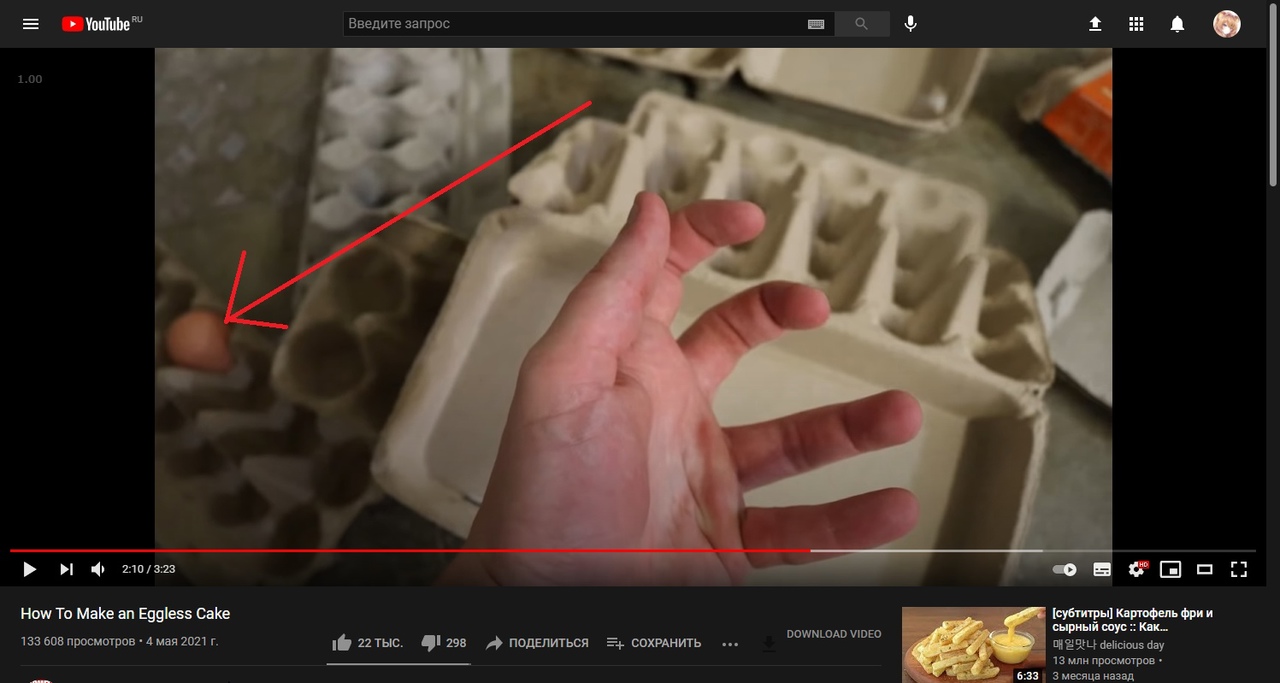 YouTube RU
Введите запрос
1.00
2:10 / 3:23
HD
How To Make an Eggless Cake
133 608 просмотров • 4 мая 2021 г.
22 ТЫС.
298
ПОДЕЛИТЬСЯ
СОХРАНИТЬ
DOWNLOAD VIDEO
6:33
[субтитры] Картофель фри и
сырный соус :: Как...
매일맛나 delicious day
13 млн просмотров •
3 месяца назад